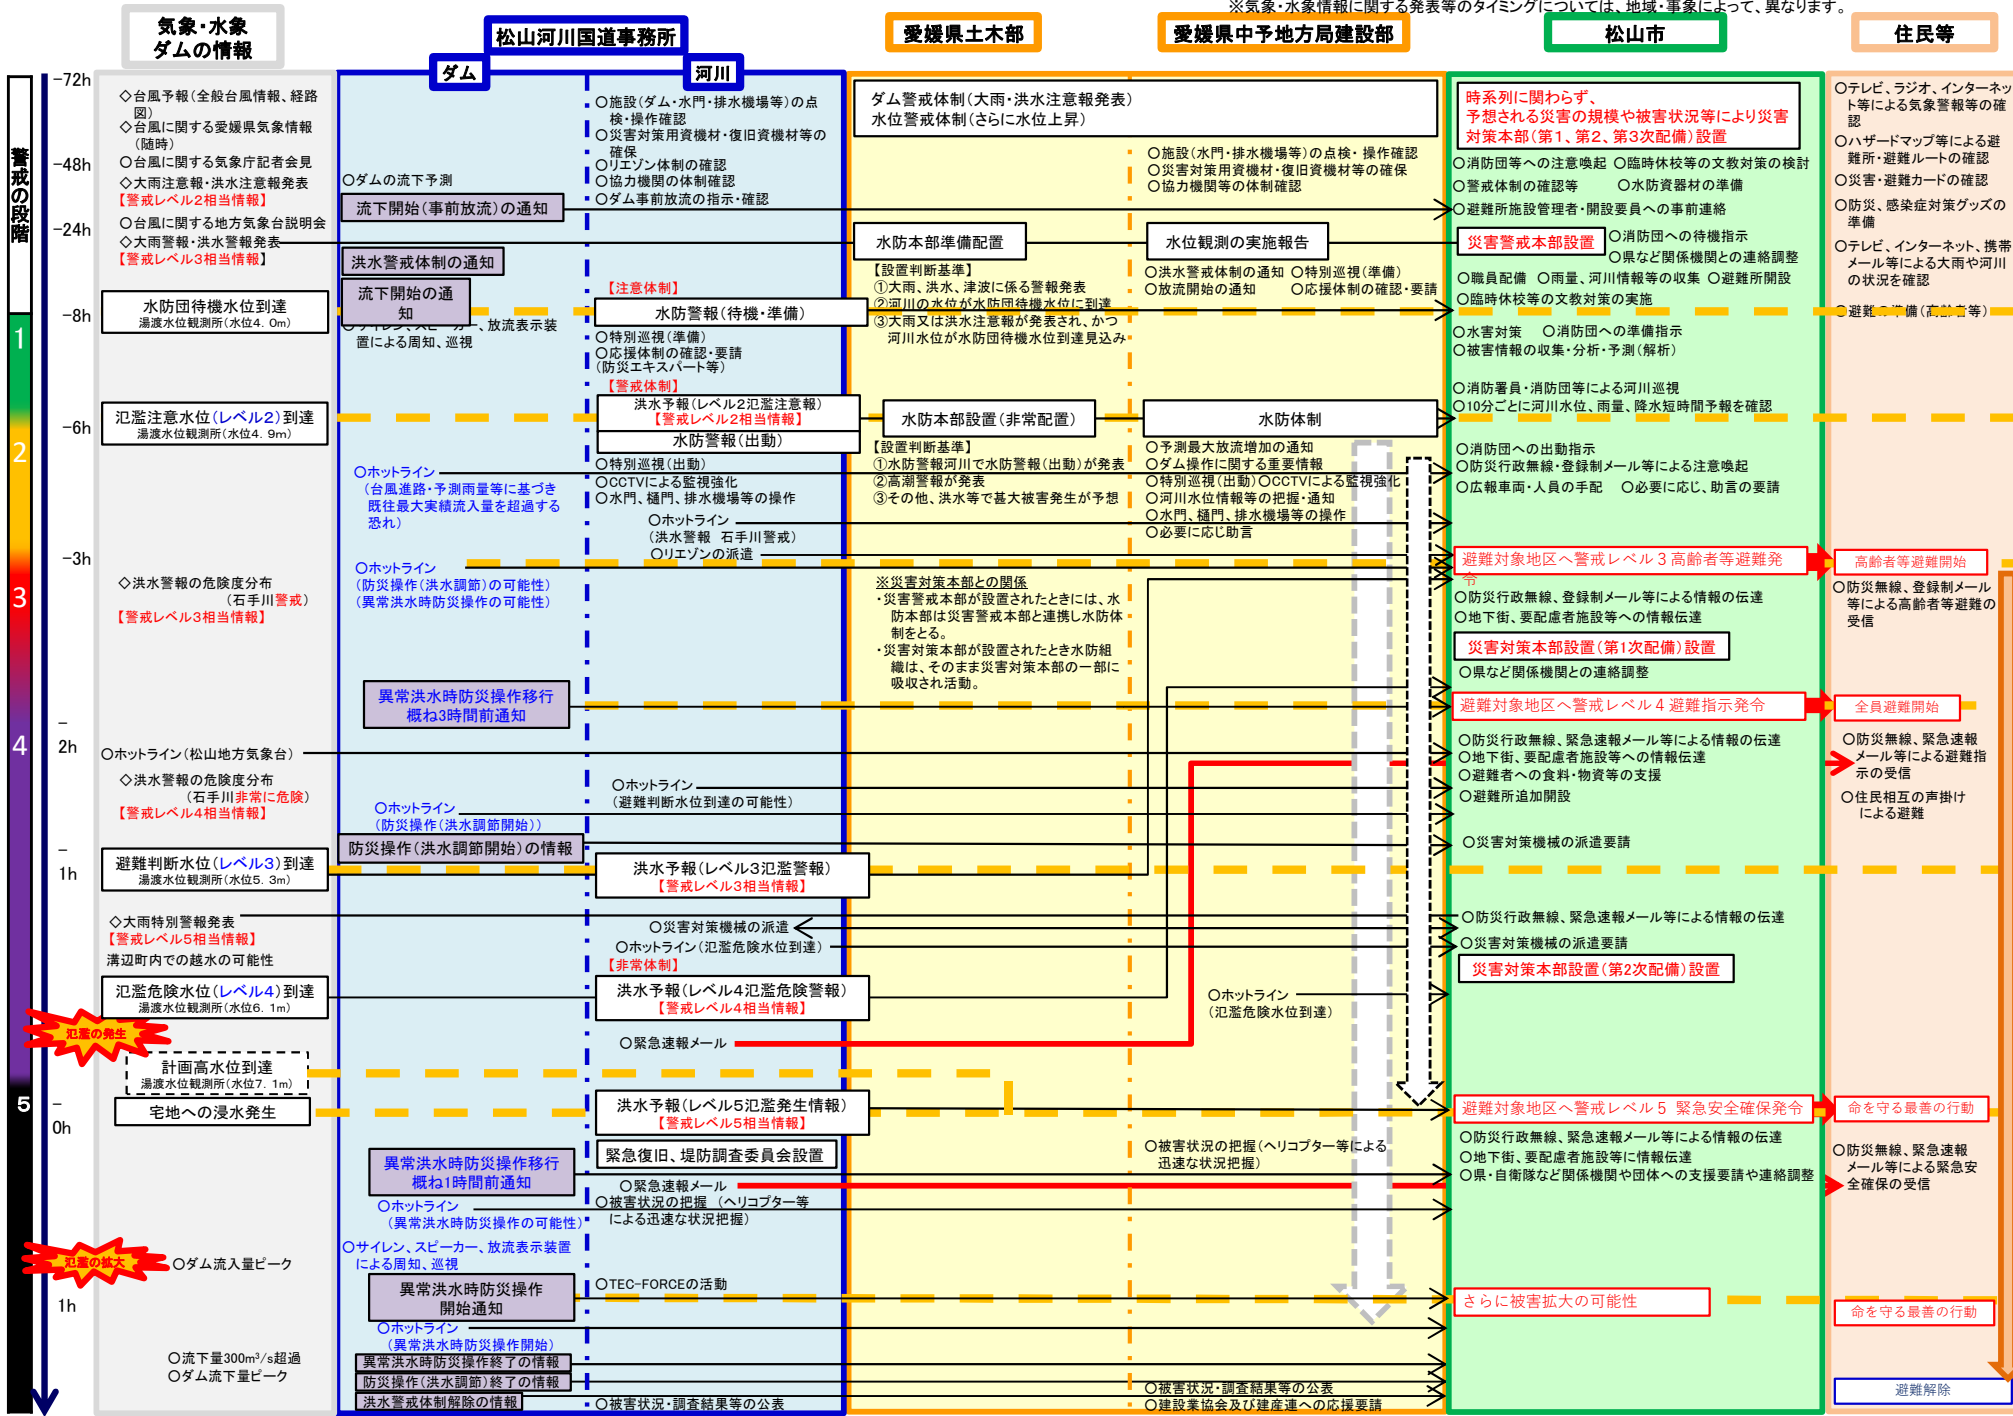 ※気象・水象情報に関する発表等のタイミングについては、地域・事象によって、異なります。
気象・水象
ダムの情報
松山河川国道事務所
ダム
河川
愛媛県土木部
愛媛県中予地方局建設部
松山市
住民等
警戒の段階
1
2
3
4
5
-72h
-48h
-24h
-8h
-6h
-3h
-
2h
-
1h
-
0h
1h
◇台風予報(全般台風情報、経路
図)
◇台風に関する愛媛県気象情報
(随時)
○台風に関する気象庁記者会見
◇大雨注意報・洪水注意報発表
【警戒レベル2相当情報】
○台風に関する地方気象台説明会
◇大雨警報・洪水警報発表
【警戒レベル3相当情報】
水防団待機水位到達
湯渡水位観測所(水位4.0m)
氾濫注意水位(レベル2)到達
湯渡水位観測所(水位4.9m)
◇洪水警報の危険度分布
(石手川警戒)
【警戒レベル3相当情報】
○ホットライン(松山地方気象台)
◇洪水警報の危険度分布
(石手川非常に危険)
【警戒レベル4相当情報】
避難判断水位(レベル3)到達
湯渡水位観測所(水位5.3m)
◇大雨特別警報発表
【警戒レベル5相当情報】
溝辺町内での越水の可能性
氾濫危険水位(レベル4)到達
湯渡水位観測所(水位6.1m)
氾濫の発生
計画高水位到達
湯渡水位観測所(水位7.1m)
宅地への浸水発生
氾濫の拡大
○ダム流入量ピーク
○流下量300m³/s超過
○ダム流下量ピーク
○ダムの流下予測
流下開始(事前放流)の通知
洪水警戒体制の通知
流下開始の通
知
○サイレン、スピーカー、放流表示装
置による周知、巡視
○ホットライン
(台風進路・予測雨量等に基づき
既往最大実績流入量を超過する
恐れ)
○ホットライン
(防災操作(洪水調節)の可能性)
(異常洪水時防災操作の可能性)
異常洪水時防災操作移行
概ね3時間前通知
○ホットライン
(防災操作(洪水調節開始))
防災操作(洪水調節開始)の情報
異常洪水時防災操作移行
概ね1時間前通知
○ホットライン
(異常洪水時防災操作の可能性)
○サイレン、スピーカー、放流表示装置
による周知、巡視
異常洪水時防災操作
開始通知
○ホットライン
(異常洪水時防災操作開始)
異常洪水時防災操作終了の情報
防災操作(洪水調節)終了の情報
洪水警戒体制解除の情報
○施設(ダム・水門・排水機場等)の点
検・操作確認
○災害対策用資機材・復旧資機材等の
確保
○リエゾン体制の確認
○協力機関の体制確認
○ダム事前放流の指示・確認
【注意体制】
水防警報(待機・準備)
○特別巡視(準備)
○応援体制の確認・要請
(防災エキスパート等)
【警戒体制】
洪水予報(レベル2氾濫注意報)
【警戒レベル2相当情報】
水防警報(出動)
○特別巡視(出動)
○CCTVによる監視強化
○水門、樋門、排水機場等の操作
○ホットライン
(洪水警報 石手川警戒)
○リエゾンの派遣
○ホットライン
(避難判断水位到達の可能性)
洪水予報(レベル3氾濫警報)
【警戒レベル3相当情報】
○災害対策機械の派遣
○ホットライン(氾濫危険水位到達)
【非常体制】
洪水予報(レベル4氾濫危険警報)
【警戒レベル4相当情報】
○緊急速報メール
洪水予報(レベル5氾濫発生情報)
【警戒レベル5相当情報】
緊急復旧、堤防調査委員会設置
○緊急速報メール
○被害状況の把握 (ヘリコプター等
による迅速な状況把握)
○TEC-FORCEの活動
○被害状況・調査結果等の公表
ダム警戒体制(大雨・洪水注意報発表)
水位警戒体制(さらに水位上昇)
水防本部準備配置
【設置判断基準】
①大雨、洪水、津波に係る警報発表
②河川の水位が水防団待機水位に到達
③大雨又は洪水注意報が発表され、かつ
河川水位が水防団待機水位到達見込み
水防本部設置(非常配置)
【設置判断基準】
①水防警報河川で水防警報(出動)が発表
②高潮警報が発表
③その他、洪水等で甚大被害発生が予想
※災害対策本部との関係
・災害警戒本部が設置されたときには、水
防本部は災害警戒本部と連携し水防体
制をとる。
・災害対策本部が設置されたとき水防組
織は、そのまま災害対策本部の一部に
吸収され活動。
○施設(水門・排水機場等)の点検・操作確認
○災害対策用資機材・復旧資機材等の確保
○協力機関等の体制確認
水位観測の実施報告
○洪水警戒体制の通知 ○特別巡視(準備)
○放流開始の通知 ○応援体制の確認・要請
水防体制
○予測最大放流増加の通知
○ダム操作に関する重要情報
○特別巡視(出動)○CCTVによる監視強化
○河川水位情報等の把握・通知
○水門、樋門、排水機場等の操作
○必要に応じ助言
○ホットライン
(氾濫危険水位到達)
○被害状況の把握(ヘリコプター等による
迅速な状況把握)
○被害状況・調査結果等の公表
○建設業協会及び建産連への応援要請
時系列に関わらず、
予想される災害の規模や被害状況等により災害
対策本部(第1、第2、第3次配備)設置
○消防団等への注意喚起 ○臨時休校等の文教対策の検討
○警戒体制の確認等 ○水防資器材の準備
○避難所施設管理者・開設要員への事前連絡
災害警戒本部設置
○消防団への待機指示
○県など関係機関との連絡調整
○職員配備 ○雨量、河川情報等の収集 ○避難所開設
○臨時休校等の文教対策の実施
○水害対策 ○消防団への準備指示
○被害情報の収集・分析・予測(解析)
○消防署員・消防団等による河川巡視
○10分ごとに河川水位、雨量、降水短時間予報を確認
○消防団への出動指示
○防災行政無線・登録制メール等による注意喚起
○広報車両・人員の手配 ○必要に応じ、助言の要請
避難対象地区へ警戒レベル3高齢者等避難発
令
○防災行政無線、登録制メール等による情報の伝達
○地下街、要配慮者施設等への情報伝達
災害対策本部設置(第1次配備)設置
○県など関係機関との連絡調整
避難対象地区へ警戒レベル4避難指示発令
○防災行政無線、緊急速報メール等による情報の伝達
○地下街、要配慮者施設等への情報伝達
○避難者への食料・物資等の支援
○避難所追加開設
○災害対策機械の派遣要請
○防災行政無線、緊急速報メール等による情報の伝達
○災害対策機械の派遣要請
災害対策本部設置(第2次配備)設置
避難対象地区へ警戒レベル5 緊急安全確保発令
○防災行政無線、緊急速報メール等による情報の伝達
○地下街、要配慮者施設等に情報伝達
○県・自衛隊など関係機関や団体への支援要請や連絡調整
さらに被害拡大の可能性
○テレビ、ラジオ、インターネッ
ト等による気象警報等の確
認
○ハザードマップ等による避
難所・避難ルートの確認
○災害・避難カードの確認
○防災、感染症対策グッズの
準備
○テレビ、インターネット、携帯
メール等による大雨や河川
の状況を確認
○避難の準備(高齢者等)
高齢者等避難開始
○防災無線、登録制メール
等による高齢者等避難の
受信
全員避難開始
○防災無線、緊急速報
メール等による避難指
示の受信
○住民相互の声掛け
による避難
命を守る最善の行動
○防災無線、緊急速報
メール等による緊急安
全確保の受信
命を守る最善の行動
避難解除